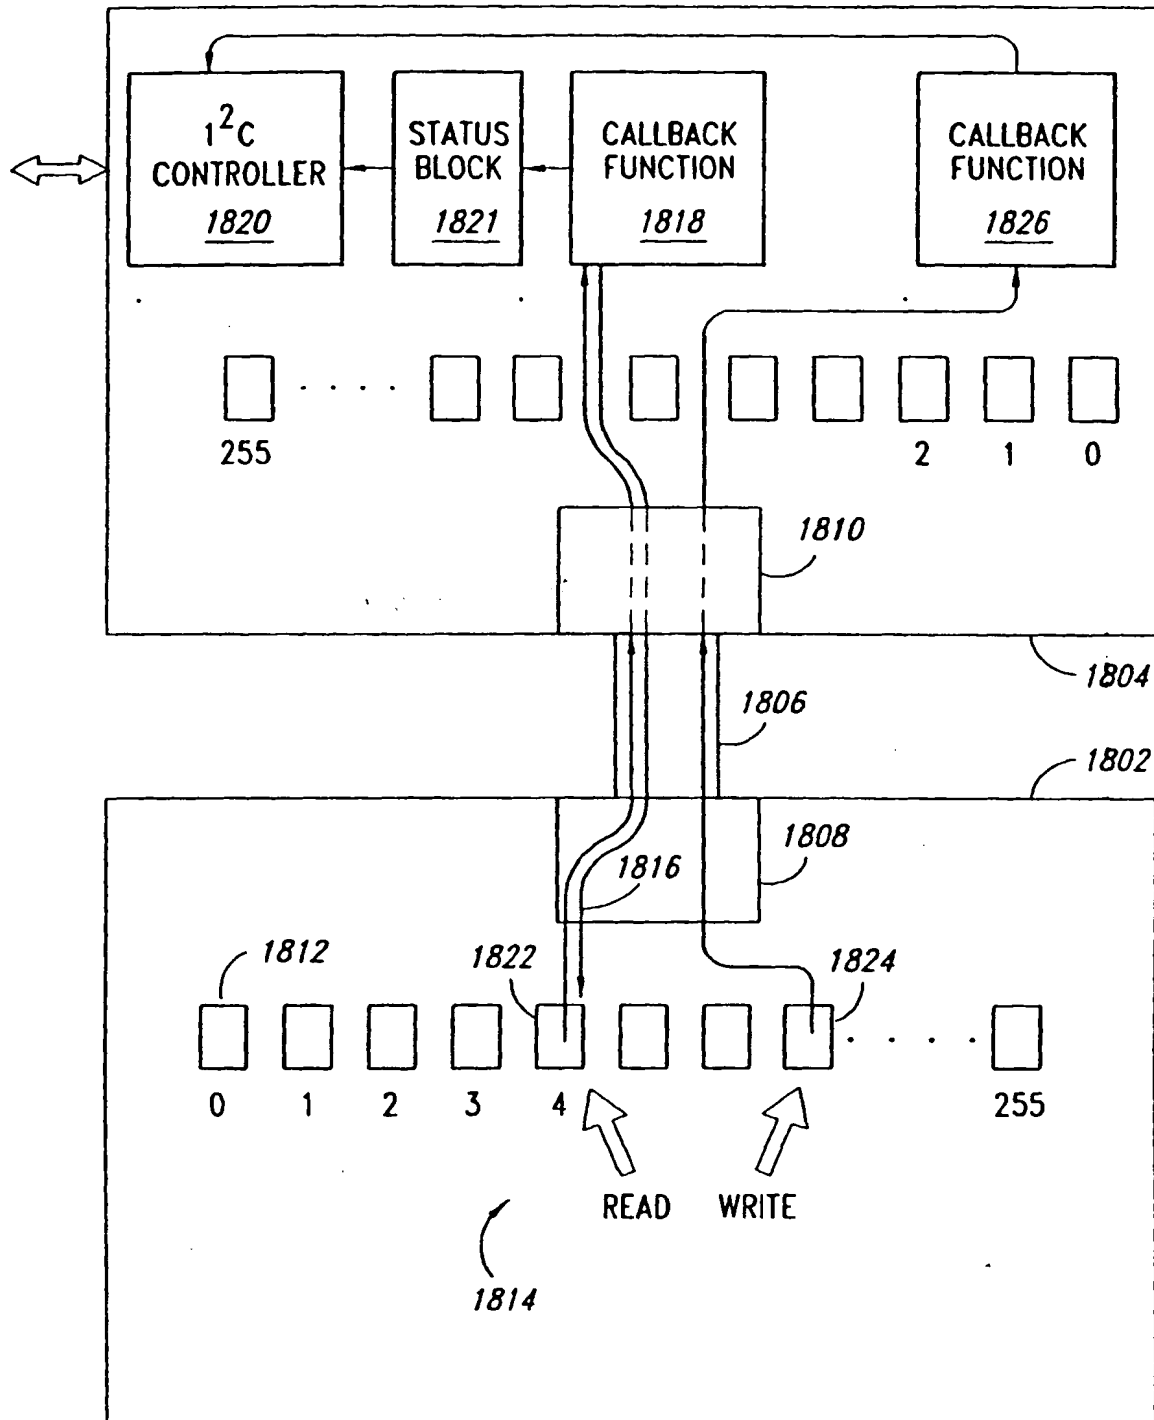 1²C
CONTROLLER
1820
STATUS
BLOCK
1821
CALLBACK
FUNCTION
1818
CALLBACK
FUNCTION
1826
255
2 1 0
1810
1804
1806
1802
1808
1816
1812
1822
1824
0 1 2 3 4 255
READ WRITE
1814